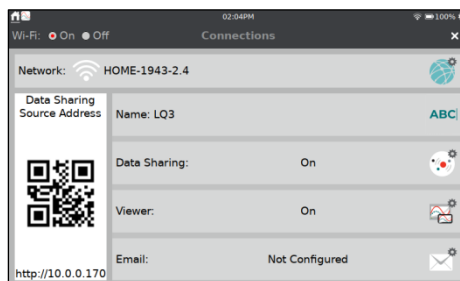 02:04PM 100%
Wi-Fi: On Off Connections ×
Network: HOME-1943-2.4
Data Sharing
Source Address
Name: LQ3 ABC
Data Sharing: On
Viewer: On
Email: Not Configured
http://10.0.0.170